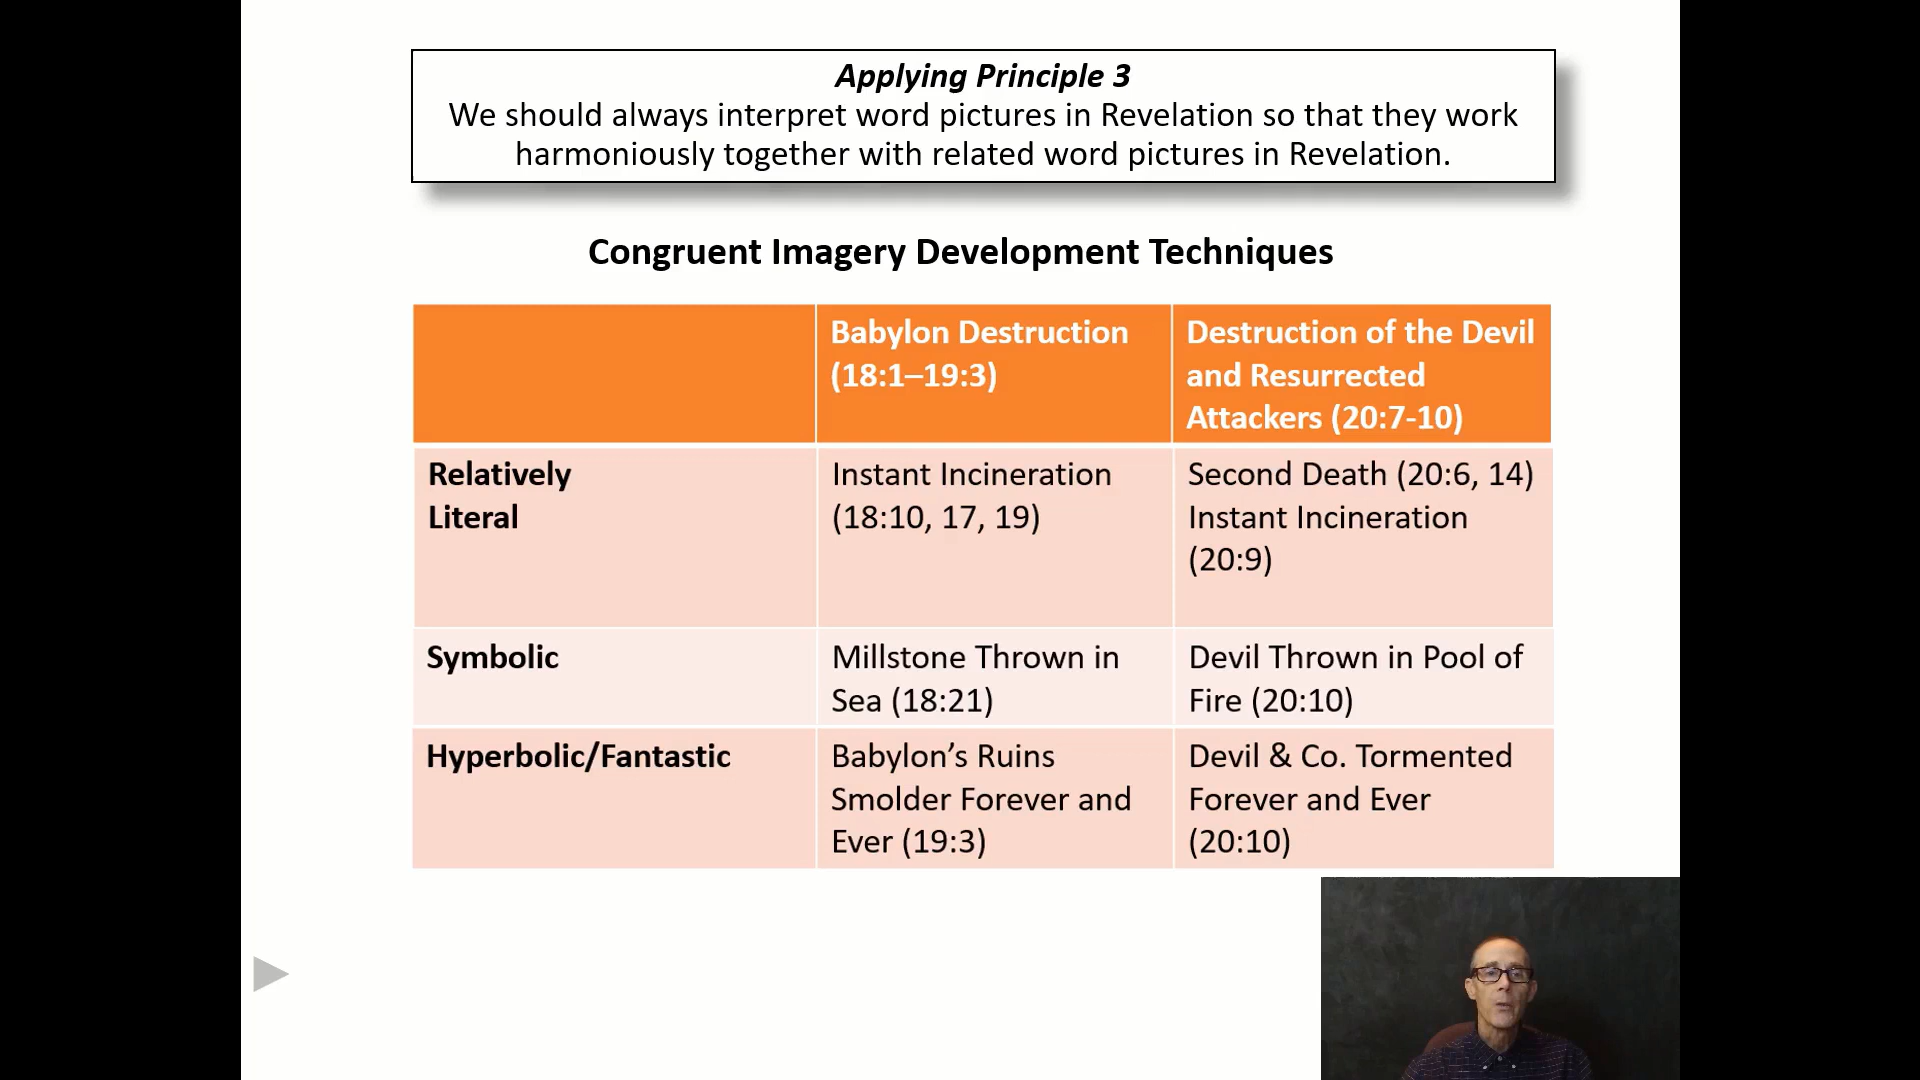 Applying Principle 3
We should always interpret word pictures in Revelation so that they work
harmoniously together with related word pictures in Revelation.
Congruent Imagery Development Techniques
Babylon Destruction
(18:1–19:3)
Destruction of the Devil
and Resurrected
Attackers (20:7-10)
Relatively
Literal
Instant Incineration
(18:10, 17, 19)
Second Death (20:6, 14)
Instant Incineration
(20:9)
Symbolic
Millstone Thrown in
Sea (18:21)
Devil Thrown in Pool of
Fire (20:10)
Hyperbolic/Fantastic
Babylon’s Ruins
Smolder Forever and
Ever (19:3)
Devil & Co. Tormented
Forever and Ever
(20:10)